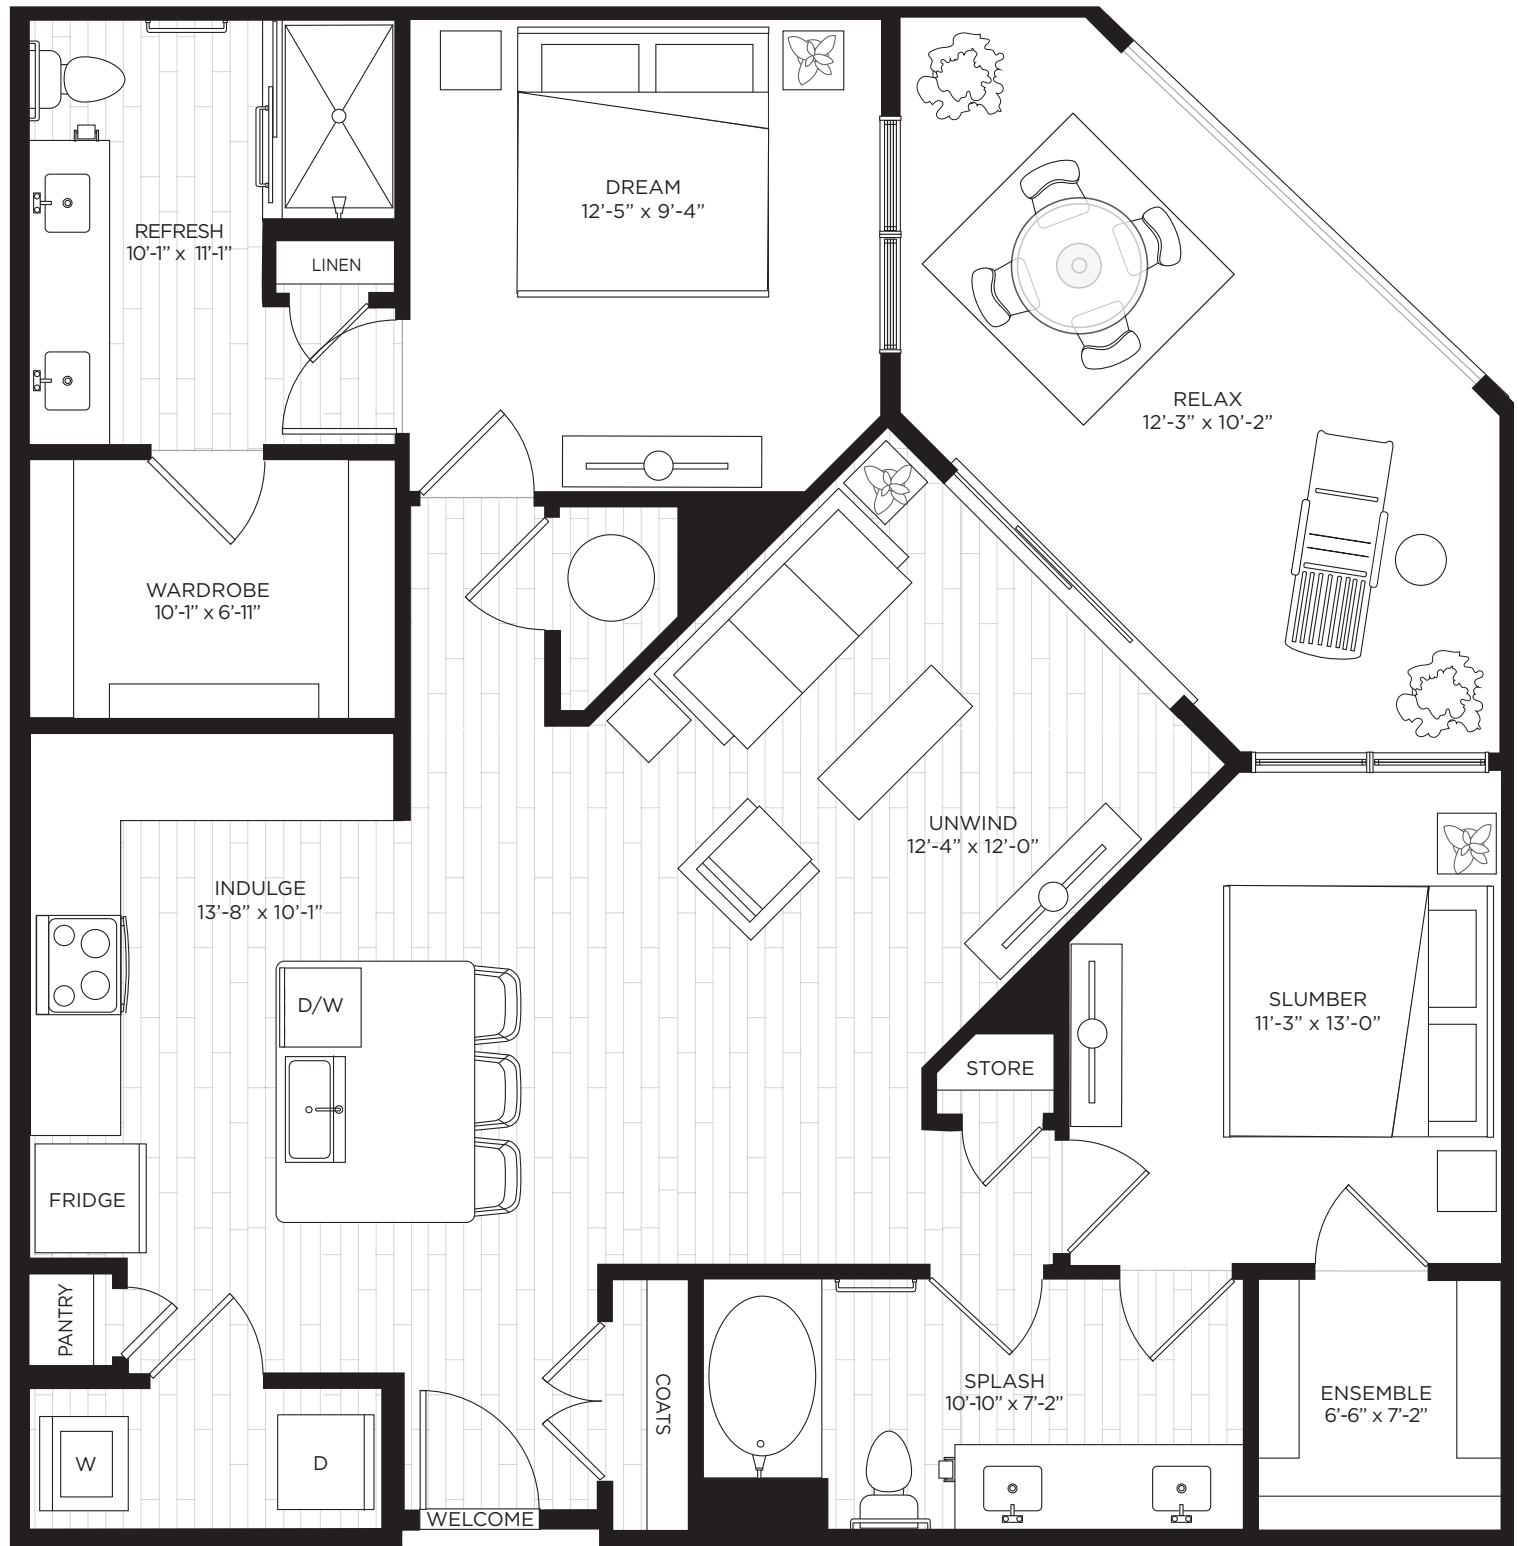 DREAM
12'-5” x 9'-4”
REFRESH
10'-1” x 11'-1”
LINEN
RELAX
12'-3” x 10'-2”
WARDROBE
10'-1” x 6'-11”
UNWIND
12'-4” x 12'-0”
INDULGE
13'-8” x 10'-1”
D/W
SLUMBER
11'-3” x 13'-0”
STORE
FRIDGE
PANTRY
COATS
SPLASH
10'-10” x 7'-2”
ENSEMBLE
6'-6” x 7'-2”
W
D
WELCOME